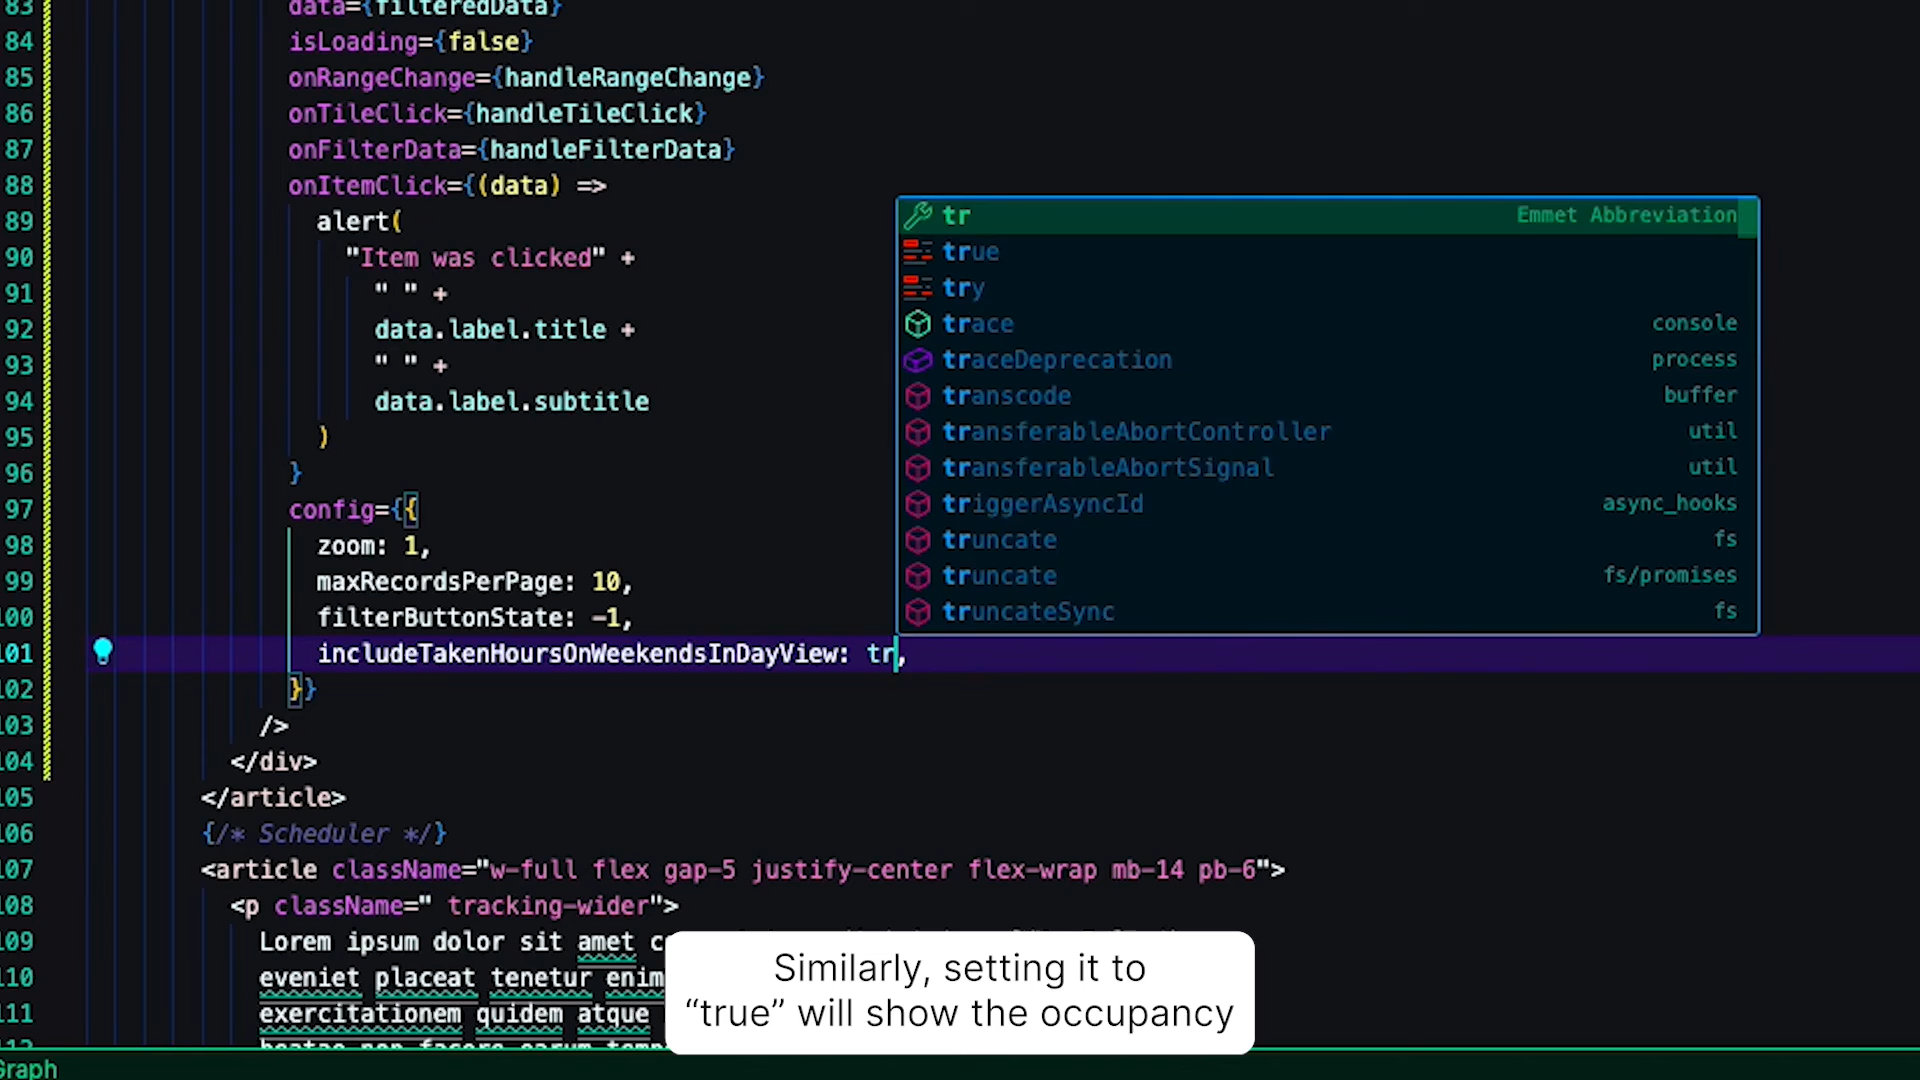 83 data={filteredData}
84 isLoading={false}
85 onRangeChange={handleRangeChange}
86 onTileClick={handleTileClick}
87 onFilterData={handleFilterData}
88 onItemClick={(data) =>
89 alert(
90 "Item was clicked" +
91 " " +
92 data.label.title +
93 " " +
94 data.label.subtitle
95 )
96 }
97 config={{
98 zoom: 1,
99 maxRecordsPerPage: 10,
100 filterButtonState: -1,
101 includeTakenHoursOnWeekendsInDayView: tr,
102 }}
103 />
104 </div>
105 </article>
106 {/* Scheduler */}
107 <article className="w-full flex gap-5 justify-center flex-wrap mb-14 pb-6">
108 <p className=" tracking-wider">
109 Lorem ipsum dolor sit amet c
110 eveniet placeat tenetur enim
111 exercitationem quidem atque
tr Emmet Abbreviation
true
try
trace console
traceDeprecation process
transcode buffer
transferableAbortController util
transferableAbortSignal util
triggerAsyncId async_hooks
truncate fs
truncate fs/promises
truncateSync fs
Similarly, setting it to
“true” will show the occupancy
Graph